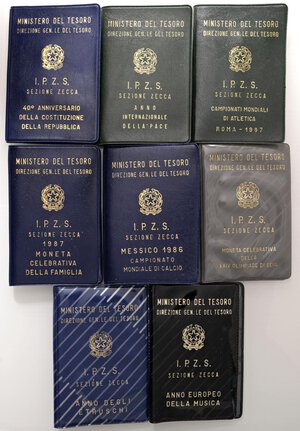 MINISTERO DEL TESORO
DIREZIONE GEN. LE DEL TESORO
I.P.Z.S.
SEZIONE ZECCA
40º ANNIVERSARIO
DELLA COSTITUZIONE
DELLA REPUBBLICA
MINISTERO DEL TESORO
DIREZIONE GEN. LE DEL TESORO
I.P.Z.S.
SEZIONE ZECCA
ANNO
INTERNAZIONALE
DELLA PACE
MINISTERO DEL TESORO
DIREZIONE GEN. LE DEL TESORO
I.P.Z.S.
SEZIONE ZECCA
CAMPIONATI MONDIALI
DI ATLETICA
ROMA - 1987
MINISTERO DEL TESORO
DIREZIONE GEN. LE DEL TESORO
I.P.Z.S.
SEZIONE ZECCA
1987
MONETA
CELEBRATIVA
DELLA FAMIGLIA
MINISTERO DEL TESORO
DIREZIONE GEN. LE DEL TESORO
I.P.Z.S.
SEZIONE ZECCA
MESSICO 1986
CAMPIONATO
MONDIALE DI CALCIO
MINISTERO DEL TESORO
DIREZIONE GEN. LE DEL TESORO
I.P.Z.S.
SEZIONE ZECCA
MONETA CELEBRATIVA
DELLA
XXIV OLIMPIADE DI SEUL
MINISTERO DEL TESORO
DIREZIONE GEN. LE DEL TESORO
I.P.Z.S.
SEZIONE ZECCA
ANNO DEGLI
ETRUSCHI
MINISTERO DEL TESORO
DIREZIONE GEN. LE DEL TESORO
I.P.Z.S.
SEZIONE ZECCA
ANNO EUROPEO
DELLA MUSICA